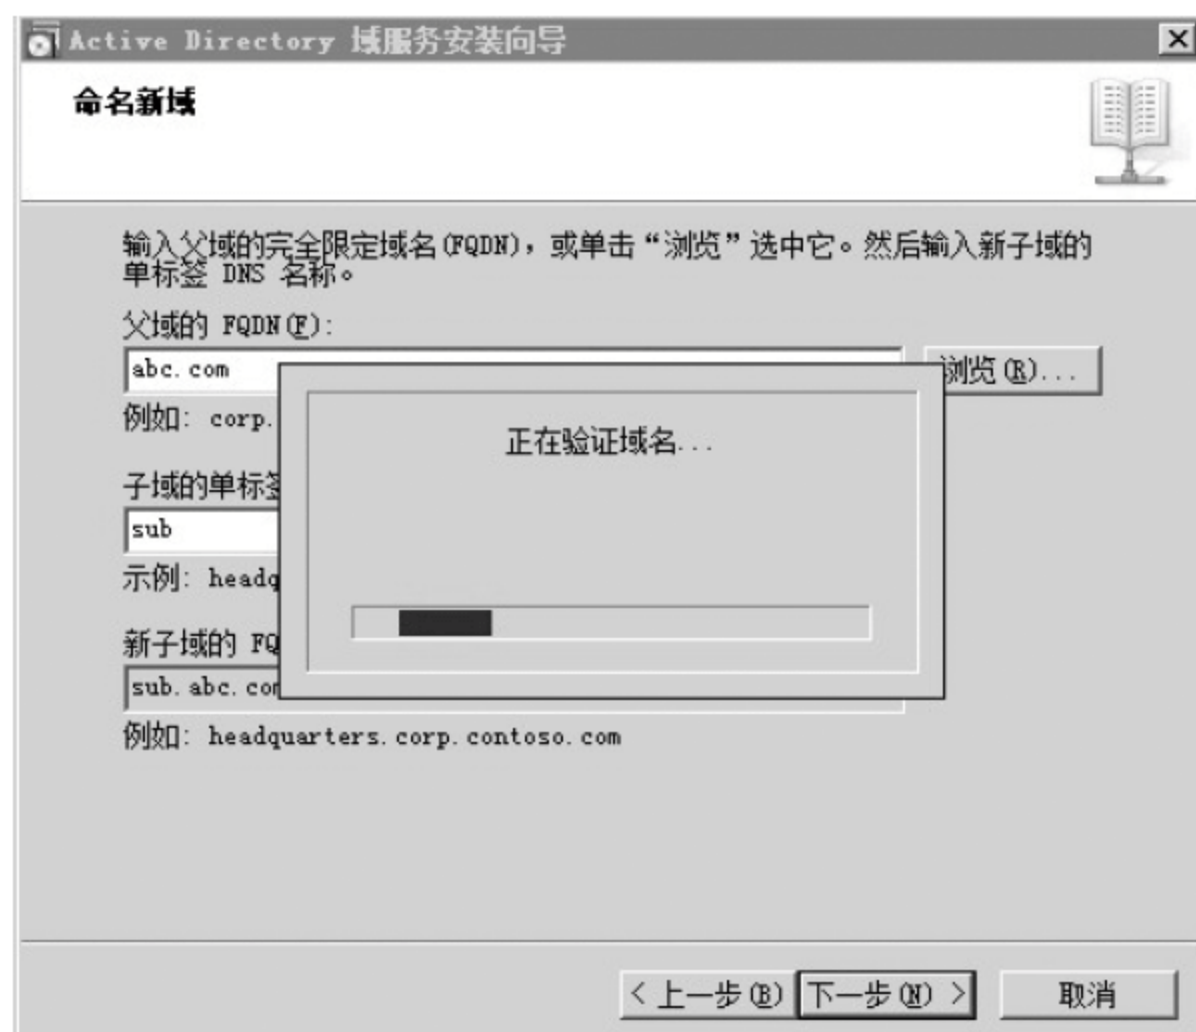 Active Directory 域服务安装向导
命名新域
输入父域的完全限定域名(FQDN)，或单击“浏览”选中它。然后输入新子域的
单标签 DNS 名称。
父域的 FQDN(F):
abc.com
浏览(R)...
例如: corp.
正在验证域名...
子域的单标签
sub
示例: headq
新子域的 FQ
sub.abc.com
例如: headquarters.corp.contoso.com
< 上一步(B) 下一步(N) > 取消